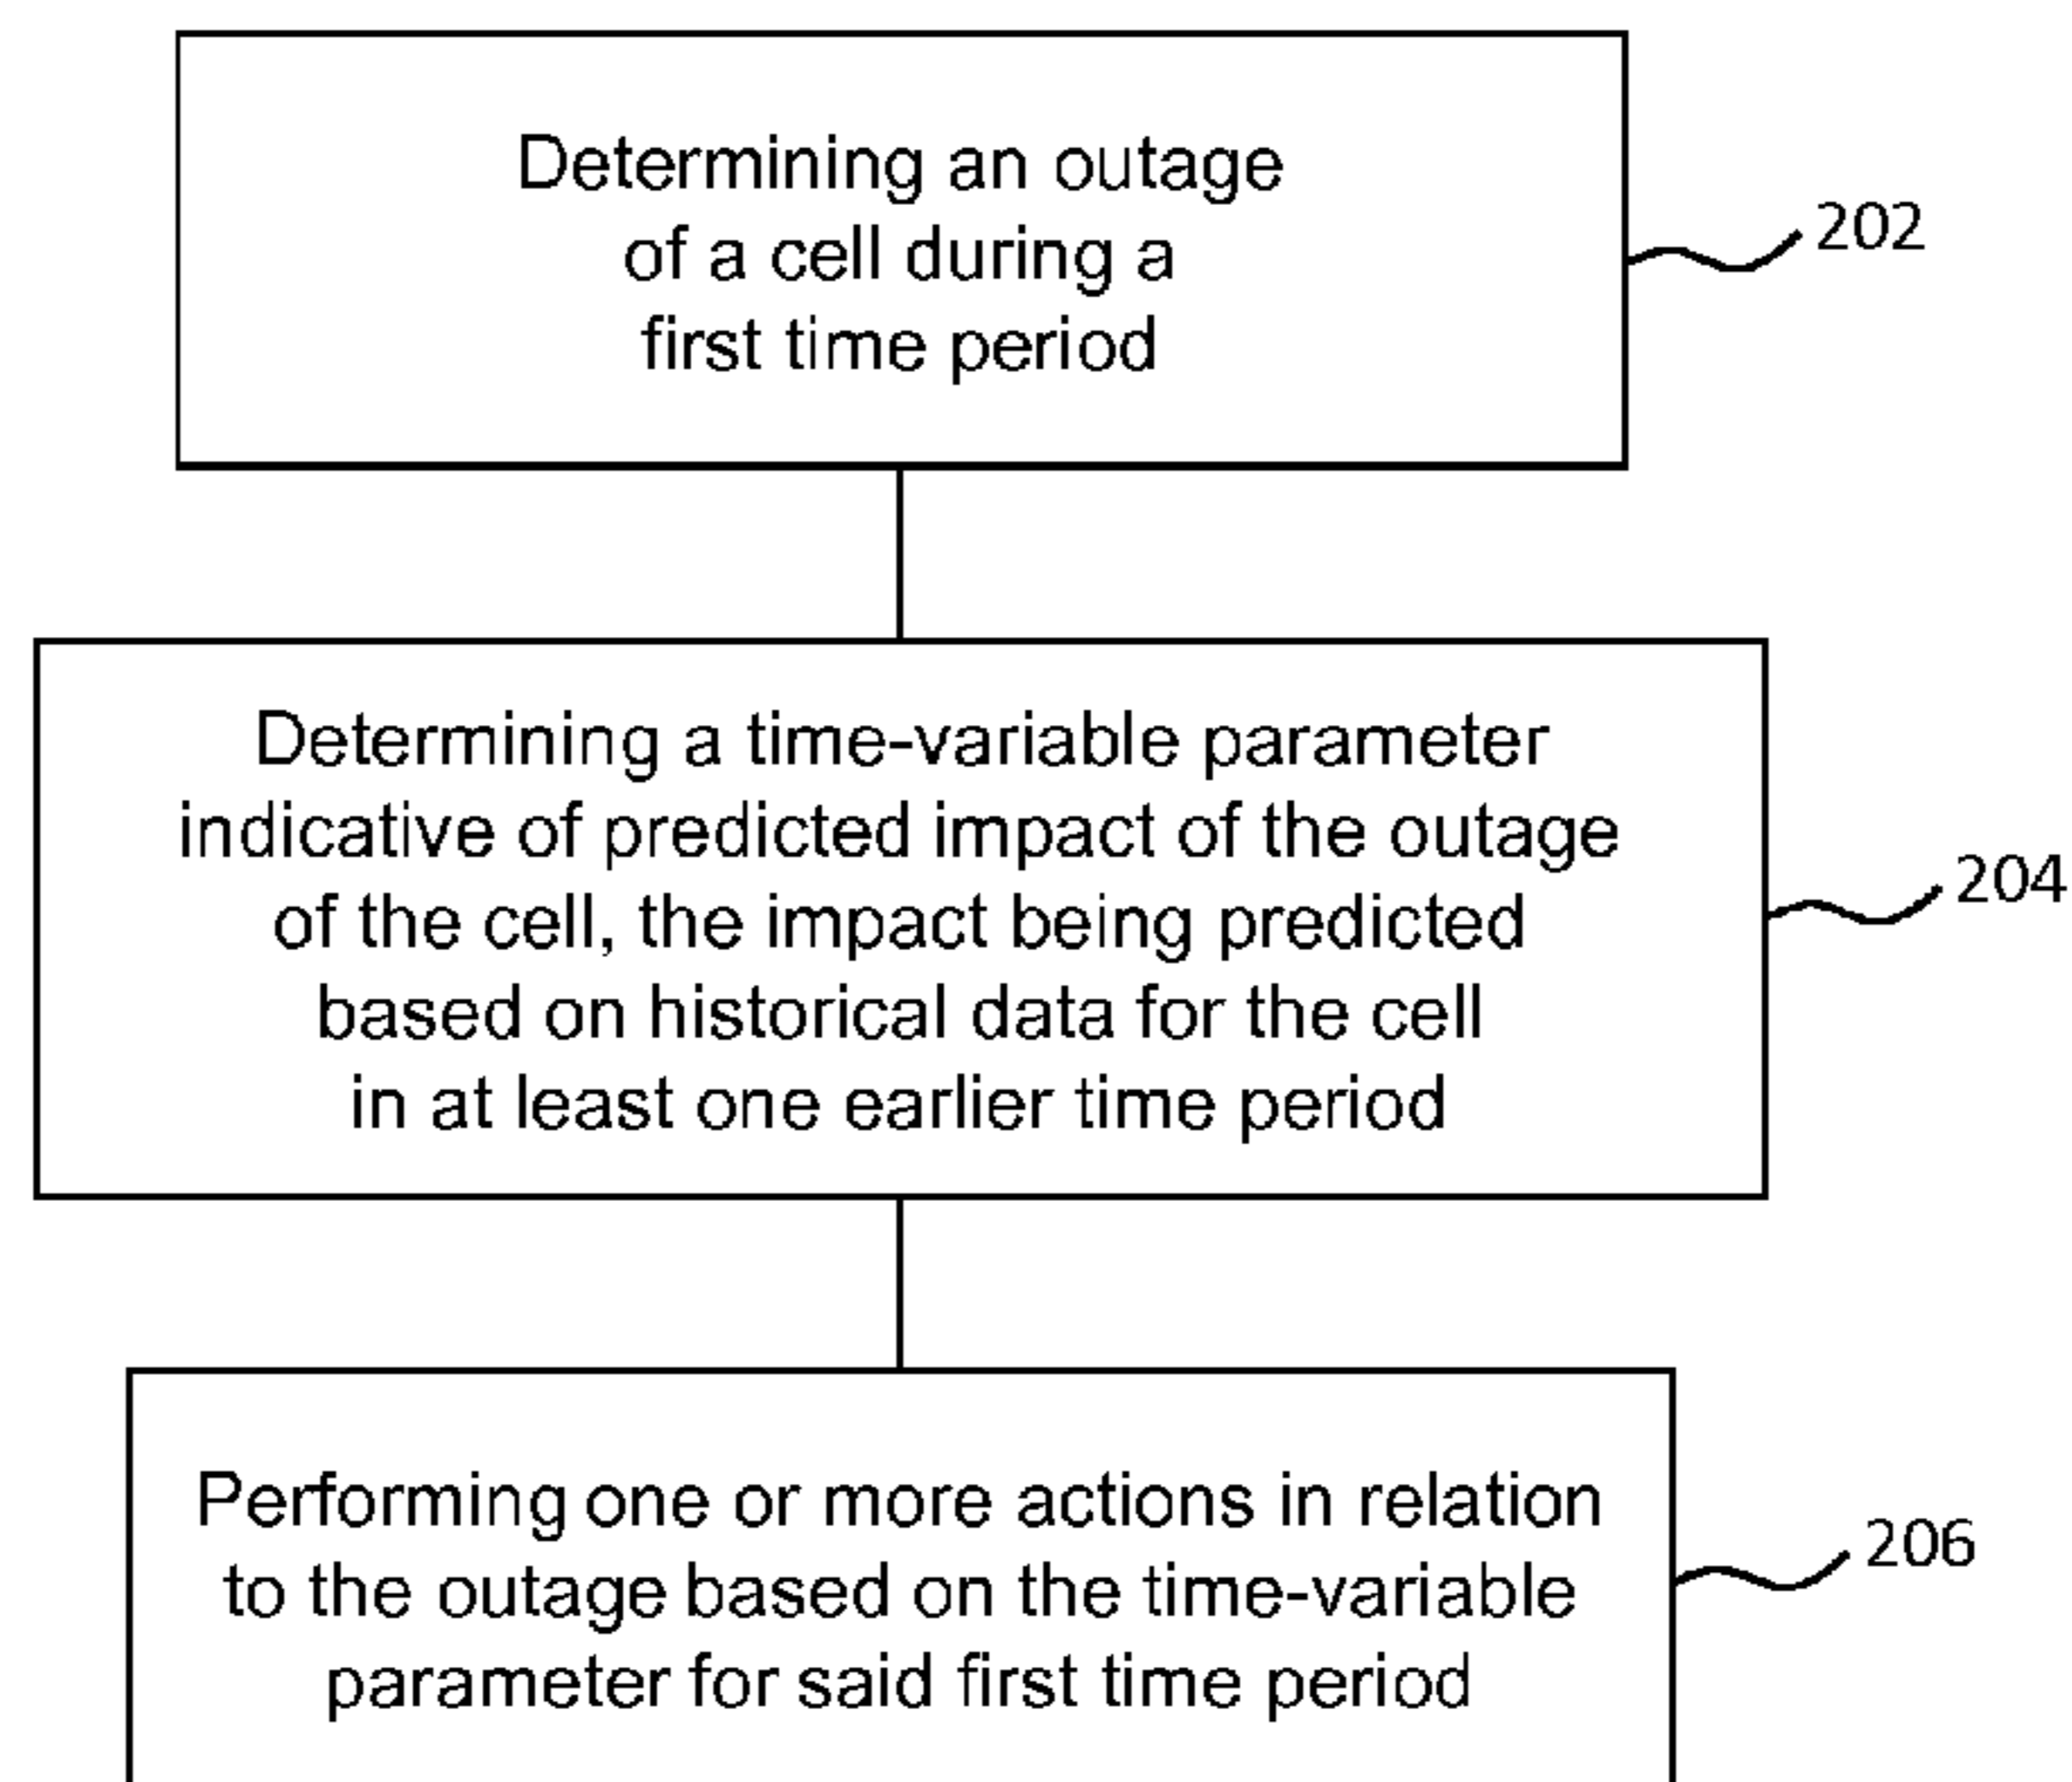 Determining an outage
of a cell during a
first time period
202
Determining a time-variable parameter
indicative of predicted impact of the outage
of the cell, the impact being predicted
based on historical data for the cell
in at least one earlier time period
204
Performing one or more actions in relation
to the outage based on the time-variable
parameter for said first time period
206